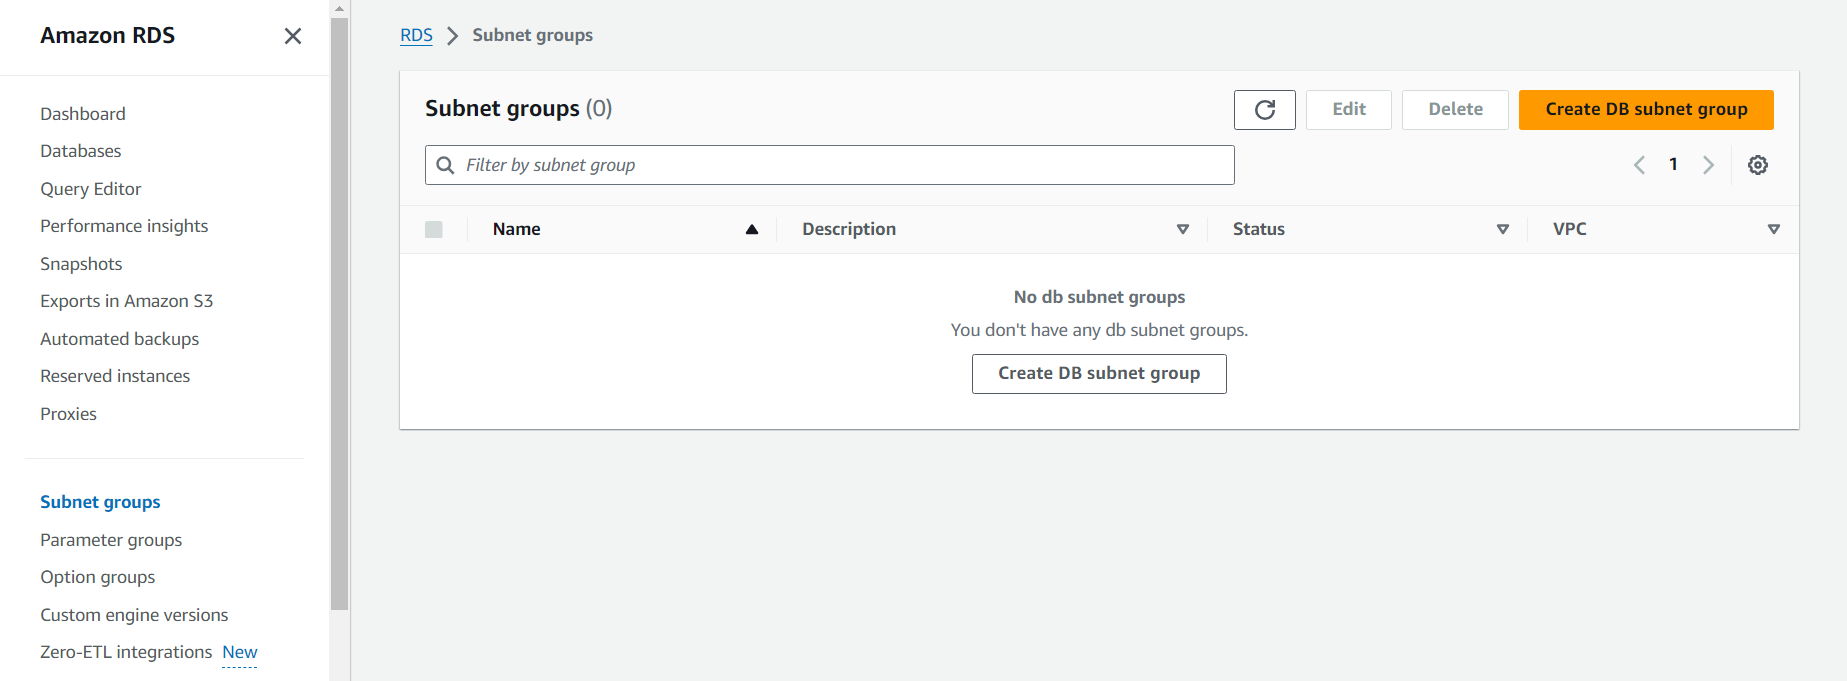 Amazon RDS
Dashboard
Databases
Query Editor
Performance insights
Snapshots
Exports in Amazon S3
Automated backups
Reserved instances
Proxies
Subnet groups
Parameter groups
Option groups
Custom engine versions
Zero-ETL integrations New
RDS Subnet groups
Subnet groups (0)
Edit Delete Create DB subnet group
Filter by subnet group
1
Name Description Status VPC
No db subnet groups
You don't have any db subnet groups.
Create DB subnet group